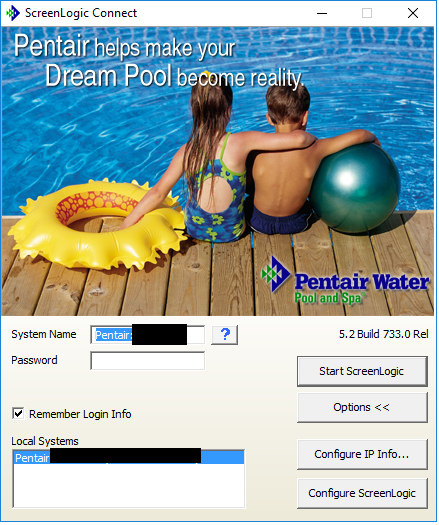 ScreenLogic Connect
Pentair helps make your
Dream Pool become reality.
Pentair Water
Pool and Spa
System Name Pentair: ? 5.2 Build 733.0 Rel
Password
Start ScreenLogic
Options <<
Remember Login Info
Local Systems
Pentair
Configure IP Info...
Configure ScreenLogic